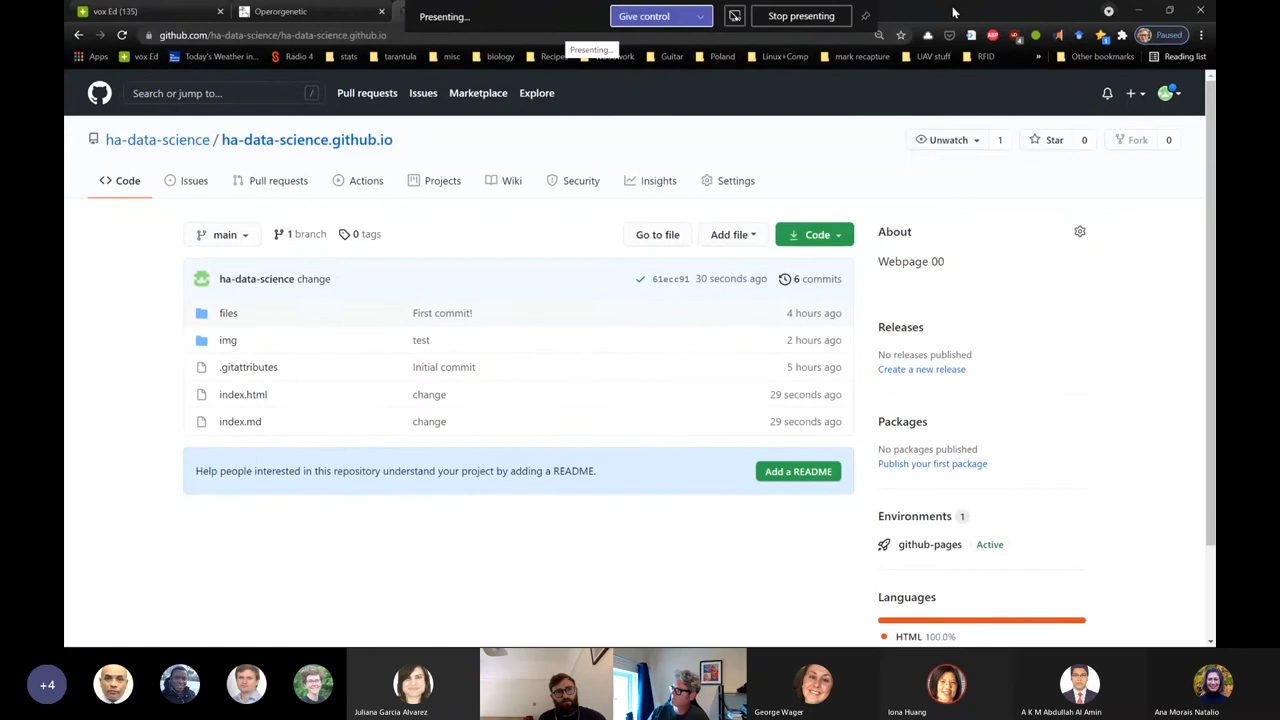 vox Ed (135)
Operorgenetic
Presenting...
Give control
Stop presenting
github.com/ha-data-science/ha-data-science.github.io
Presenting...
Paused
Apps
vox Ed
Today's Weather in...
Radio 4
stats
tarantula
misc
biology
Guitar
Poland
Linux+Comp
mark recapture
UAV stuff
RFID
Other bookmarks
Reading list
Search or jump to...
Pull requests
Issues
Marketplace
Explore
ha-data-science / ha-data-science.github.io
Unwatch 1
Star 0
Fork 0
Code
Issues
Pull requests
Actions
Projects
Wiki
Security
Insights
Settings
main
1 branch
0 tags
Go to file
Add file
Code
ha-data-science change
61ecc91 30 seconds ago
6 commits
files First commit! 4 hours ago
img test 2 hours ago
.gitattributes Initial commit 5 hours ago
index.html change 29 seconds ago
index.md change 29 seconds ago
Help people interested in this repository understand your project by adding a README.
Add a README
About
Webpage 00
Releases
No releases published
Create a new release
Packages
No packages published
Publish your first package
Environments 1
github-pages Active
Languages
HTML 100.0%
+4
Juliana Garcia Alvarez
George Wager
Iona Huang
A K M Abdullah Al Amin
Ana Morais Natalio